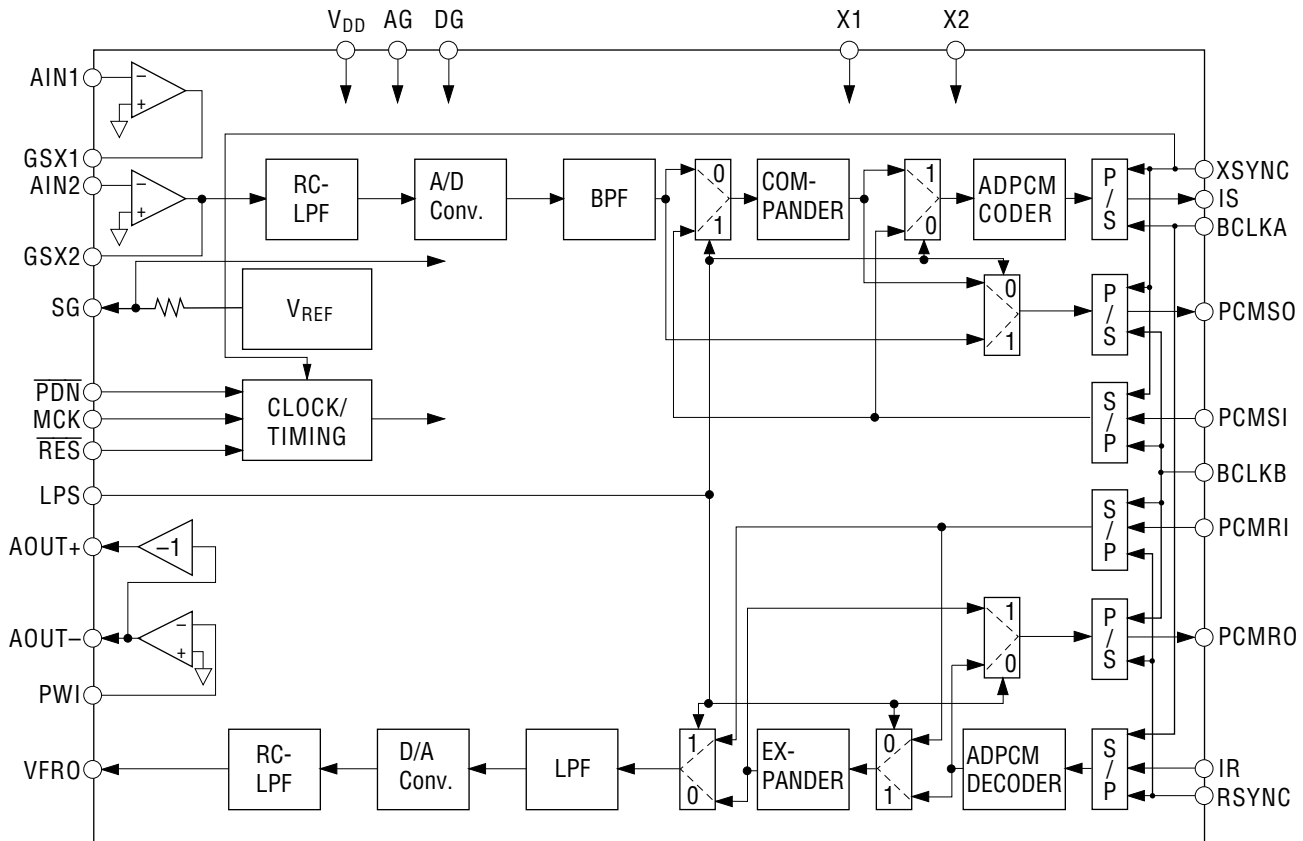 V_DD AG DG X1 X2
AIN1
GSX1
AIN2
GSX2
SG
PDN
MCK
RES
LPS
AOUT+
AOUT−
PWI
VFRO
− +
− +
RC-
LPF
A/D
Conv.
BPF
0
1
COM-
PANDER
1
0
ADPCM
CODER
P/S
XSYNC
IS
BCLKA
V_REF
0
1
P/S
PCMSO
CLOCK/
TIMING
S/P
PCMSI
BCLKB
S/P
PCMRI
−1
− +
1
0
P/S
PCMRO
RC-
LPF
D/A
Conv.
LPF
1
0
EX-
PANDER
0
1
ADPCM
DECODER
S/P
IR
RSYNC